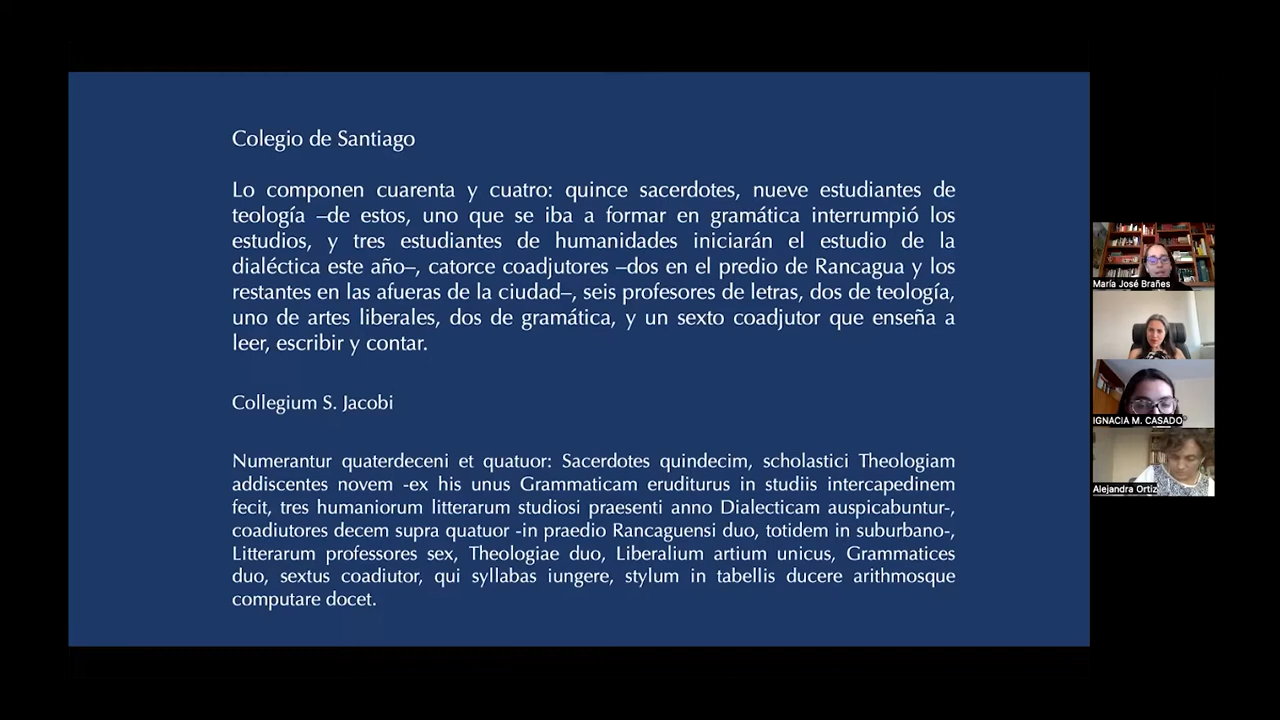 Colegio de Santiago
Lo componen cuarenta y cuatro: quince sacerdotes, nueve estudiantes de
teología –de estos, uno que se iba a formar en gramática interrumpió los
estudios, y tres estudiantes de humanidades iniciarán el estudio de la
dialéctica este año–, catorce coadjutores –dos en el predio de Rancagua y los
restantes en las afueras de la ciudad–, seis profesores de letras, dos de teología,
uno de artes liberales, dos de gramática, y un sexto coadjutor que enseña a
leer, escribir y contar.
Collegium S. Jacobi
Numerantur quaterdeceni et quatuor: Sacerdotes quindecim, scholastici Theologiam
addiscentes novem -ex his unus Grammaticam eruditurus in studiis intercapedinem
fecit, tres humaniorum litterarum studiosi praesenti anno Dialecticam auspicabuntur-,
coadiutores decem supra quatuor -in praedio Rancaguensi duo, totidem in suburbano-,
Litterarum professores sex, Theologiae duo, Liberalium artium unicus, Grammatices
duo, sextus coadiutor, qui syllabas iungere, stylum in tabellis ducere arithmosque
computare docet.
María José Brañes
IGNACIA M. CASADO
Alejandra Ortiz